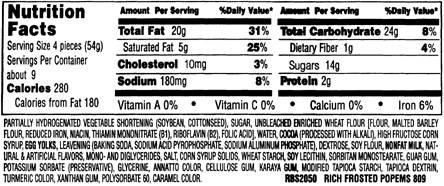 Nutrition Facts
Serving Size 4 pieces (54g)
Servings Per Container
about 9
Calories 280
Calories from Fat 180
Amount Per Serving %Daily Value*
Total Fat 20g 31%
Saturated Fat 5g 25%
Cholesterol 10mg 3%
Sodium 180mg 8%
Amount Per Serving %Daily Value*
Total Carbohydrate 24g 8%
Dietary Fiber 1g 4%
Sugars 14g
Protein 2g
Vitamin A 0% • Vitamin C 0% • Calcium 0% • Iron 6%
PARTIALLY HYDROGENATED VEGETABLE SHORTENING (SOYBEAN, COTTONSEED), SUGAR, UNBLEACHED ENRICHED WHEAT FLOUR [FLOUR, MALTED BARLEY
FLOUR, REDUCED IRON, NIACIN, THIAMIN MONONITRATE (B1), RIBOFLAVIN (B2), FOLIC ACID], WATER, COCOA (PROCESSED WITH ALKALI), HIGH FRUCTOSE CORN
SYRUP, EGG YOLKS, LEAVENING (BAKING SODA, SODIUM ACID PYROPHOSPHATE, SODIUM ALUMINUM PHOSPHATE), DEXTROSE, SOY FLOUR, NONFAT MILK, NAT-
URAL & ARTIFICIAL FLAVORS, MONO- AND DIGLYCERIDES, SALT, CORN SYRUP SOLIDS, WHEAT STARCH, SOY LECITHIN, SORBITAN MONOSTEARATE, GUAR GUM,
POTASSIUM SORBATE (PRESERVATIVE), GLYCERINE, ANNATTO COLOR, CELLULOSE GUM, KARAYA GUM, MODIFIED TAPIOCA STARCH, TAPIOCA DEXTRIN,
TURMERIC COLOR, XANTHAN GUM, POLYSORBATE 60, CARAMEL COLOR. RBS2050 RICH FROSTED POPEMS 809